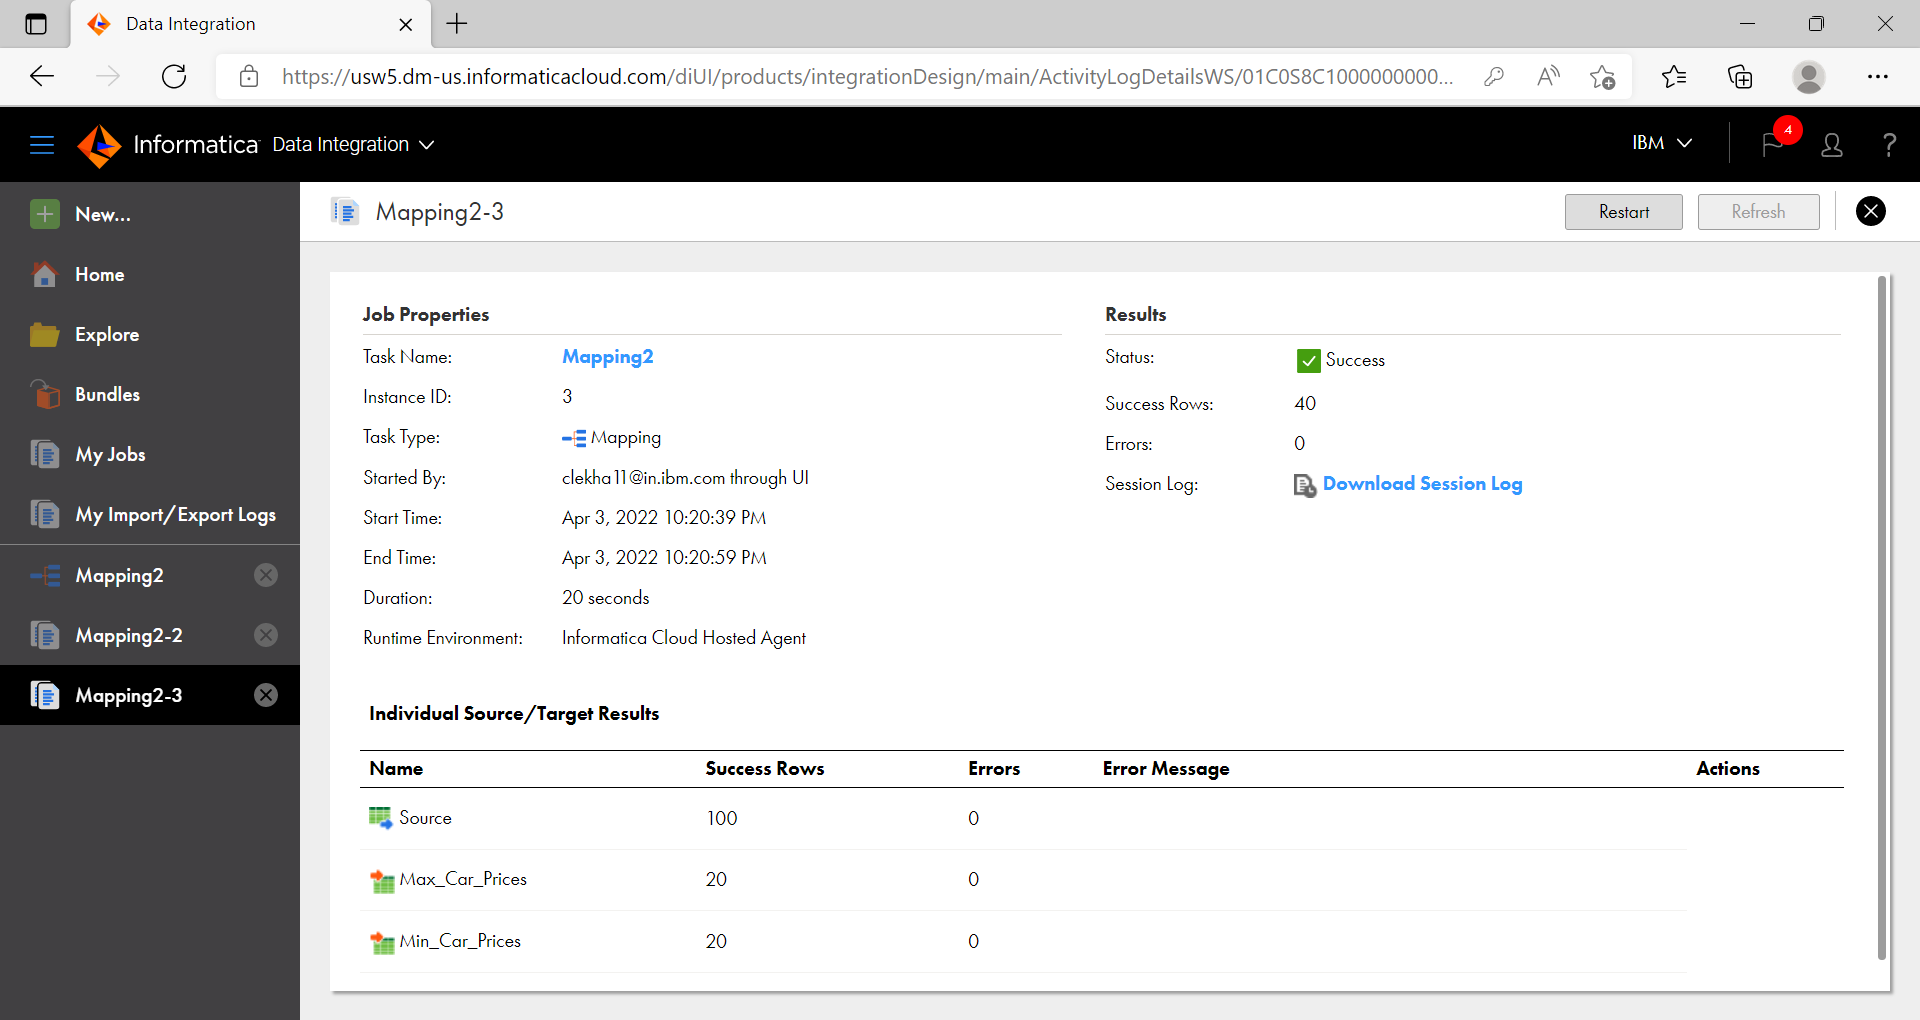 Data Integration
https://usw5.dm-us.informaticacloud.com/diUI/products/integrationDesign/main/ActivityLogDetailsWS/01C0S8C1000000000...
Informatica Data Integration
IBM
4
?
New...
Home
Explore
Bundles
My Jobs
My Import/Export Logs
Mapping2
Mapping2-2
Mapping2-3
Mapping2-3
Restart
Refresh
Job Properties
Task Name: Mapping2
Instance ID: 3
Task Type: Mapping
Started By: clekha11@in.ibm.com through UI
Start Time: Apr 3, 2022 10:20:39 PM
End Time: Apr 3, 2022 10:20:59 PM
Duration: 20 seconds
Runtime Environment: Informatica Cloud Hosted Agent
Results
Status: Success
Success Rows: 40
Errors: 0
Session Log: Download Session Log
Individual Source/Target Results
Name Success Rows Errors Error Message Actions
Source 100 0
Max_Car_Prices 20 0
Min_Car_Prices 20 0